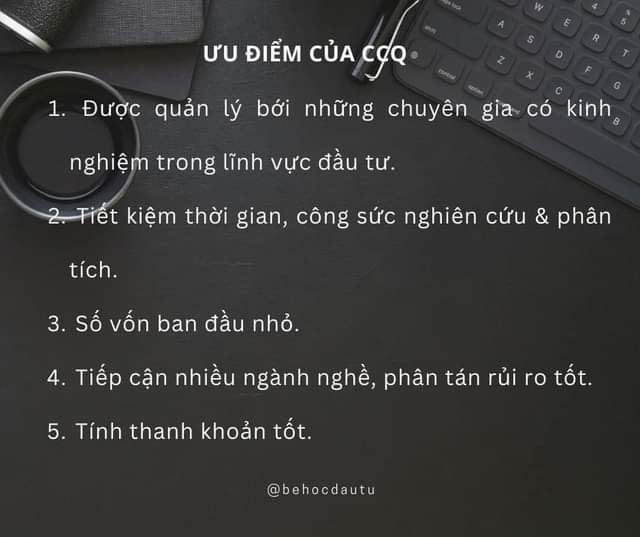 ƯU ĐIỂM CỦA CCQ
1. Được quản lý bới những chuyên gia có kinh
nghiệm trong lĩnh vực đầu tư.
2. Tiết kiệm thời gian, công sức nghiên cứu & phân
tích.
3. Số vốn ban đầu nhỏ.
4. Tiếp cận nhiều ngành nghề, phân tán rủi ro tốt.
5. Tính thanh khoản tốt.
@behocdautu